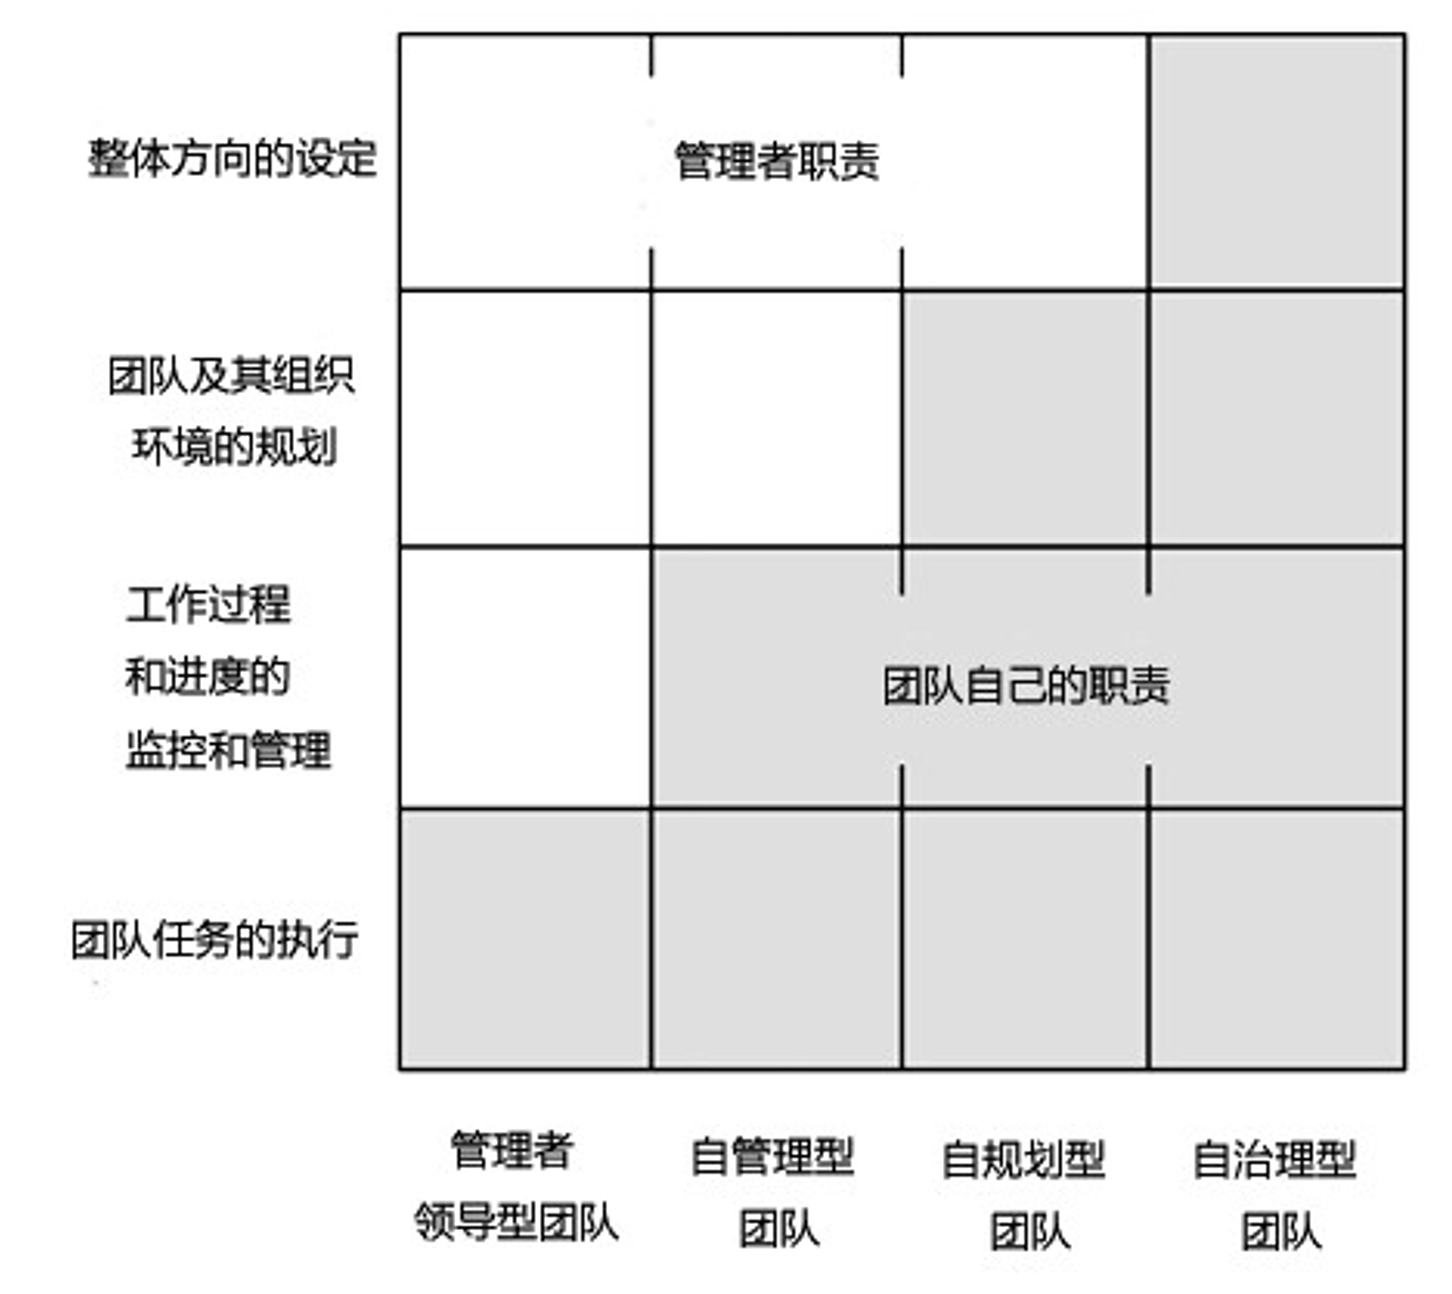 整体方向的设定
管理者职责
团队及其组织
环境的规划
工作过程
和进度的
监控和管理
团队自己的职责
团队任务的执行
管理者
领导型团队
自管理型
团队
自规划型
团队
自治理型
团队